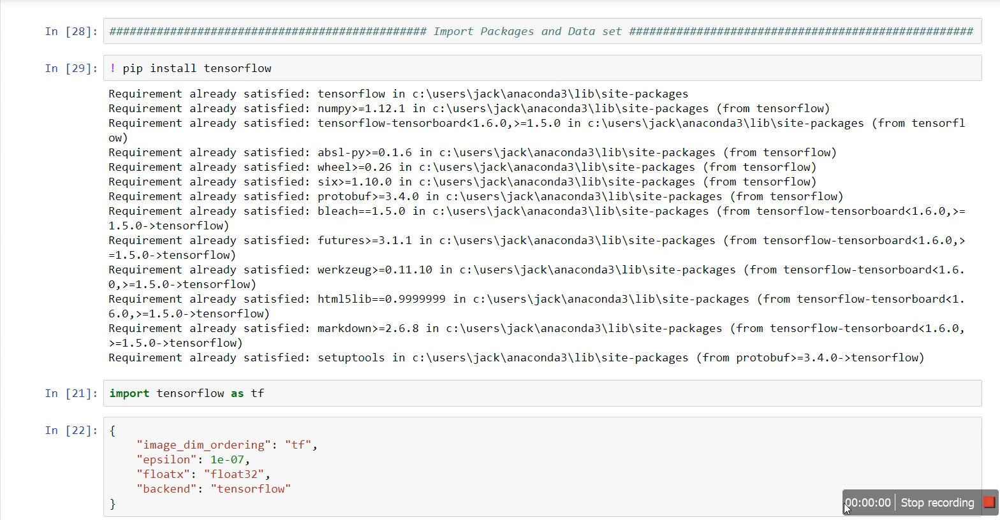 In [28]: ############################################### Import Packages and Data set ###################################################
In [29]: ! pip install tensorflow
Requirement already satisfied: tensorflow in c:\users\jack\anaconda3\lib\site-packages
Requirement already satisfied: numpy>=1.12.1 in c:\users\jack\anaconda3\lib\site-packages (from tensorflow)
Requirement already satisfied: tensorflow-tensorboard<1.6.0,>=1.5.0 in c:\users\jack\anaconda3\lib\site-packages (from tensorfl
ow)
Requirement already satisfied: absl-py>=0.1.6 in c:\users\jack\anaconda3\lib\site-packages (from tensorflow)
Requirement already satisfied: wheel>=0.26 in c:\users\jack\anaconda3\lib\site-packages (from tensorflow)
Requirement already satisfied: six>=1.10.0 in c:\users\jack\anaconda3\lib\site-packages (from tensorflow)
Requirement already satisfied: protobuf>=3.4.0 in c:\users\jack\anaconda3\lib\site-packages (from tensorflow)
Requirement already satisfied: bleach==1.5.0 in c:\users\jack\anaconda3\lib\site-packages (from tensorflow-tensorboard<1.6.0,>=
1.5.0->tensorflow)
Requirement already satisfied: futures>=3.1.1 in c:\users\jack\anaconda3\lib\site-packages (from tensorflow-tensorboard<1.6.0,>
=1.5.0->tensorflow)
Requirement already satisfied: werkzeug>=0.11.10 in c:\users\jack\anaconda3\lib\site-packages (from tensorflow-tensorboard<1.6.
0,>=1.5.0->tensorflow)
Requirement already satisfied: html5lib==0.9999999 in c:\users\jack\anaconda3\lib\site-packages (from tensorflow-tensorboard<1.
6.0,>=1.5.0->tensorflow)
Requirement already satisfied: markdown>=2.6.8 in c:\users\jack\anaconda3\lib\site-packages (from tensorflow-tensorboard<1.6.0,
>=1.5.0->tensorflow)
Requirement already satisfied: setuptools in c:\users\jack\anaconda3\lib\site-packages (from protobuf>=3.4.0->tensorflow)
In [21]: import tensorflow as tf
In [22]: {
"image_dim_ordering": "tf",
"epsilon": 1e-07,
"floatx": "float32",
"backend": "tensorflow"
}
00:00:00 Stop recording